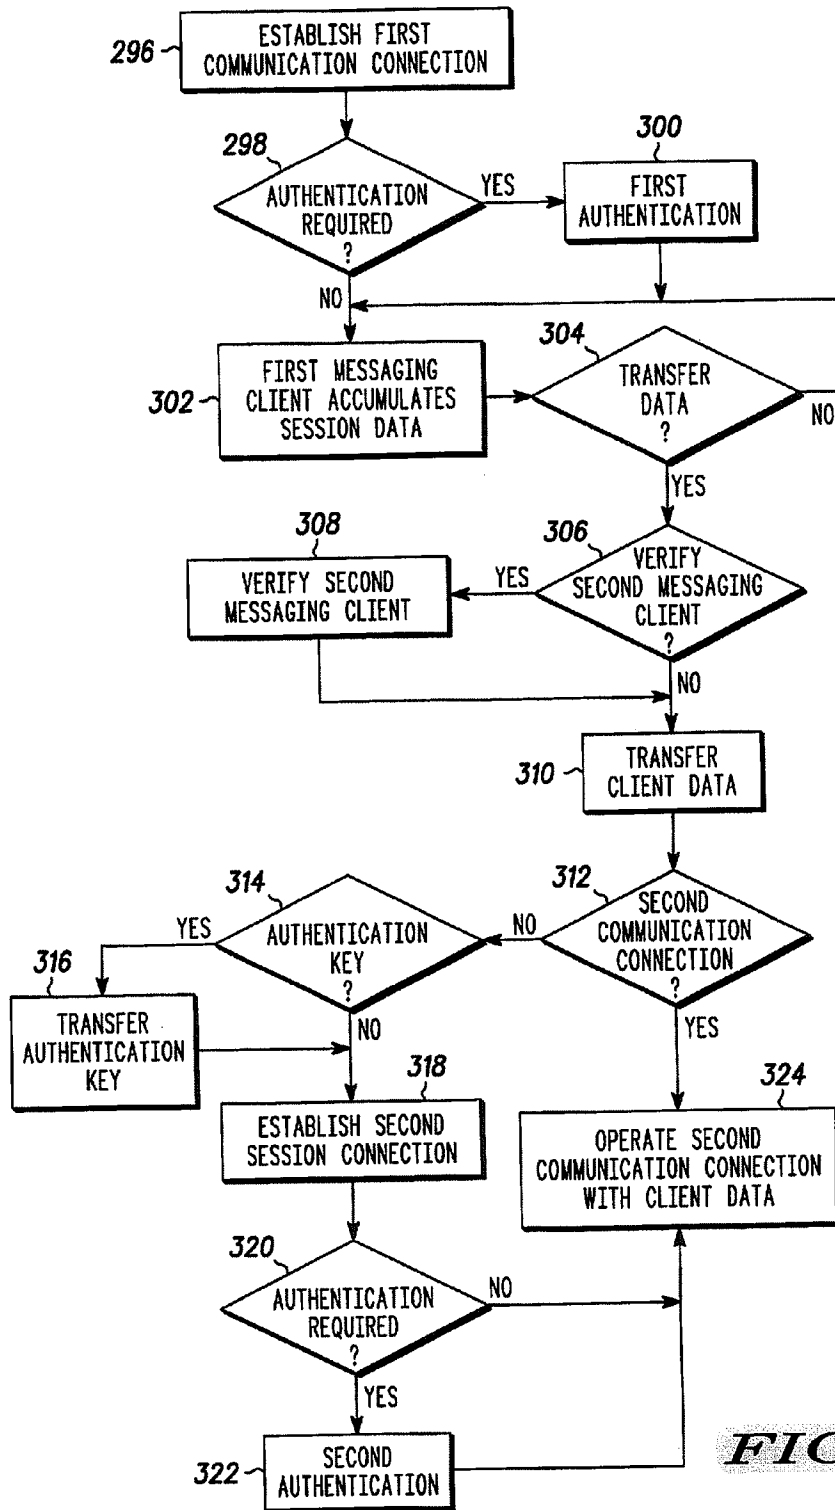 296
ESTABLISH FIRST
COMMUNICATION CONNECTION
298
AUTHENTICATION
REQUIRED
?
YES
300
FIRST
AUTHENTICATION
NO
302
FIRST MESSAGING
CLIENT ACCUMULATES
SESSION DATA
304
TRANSFER
DATA
?
NO
YES
306
VERIFY
SECOND MESSAGING
CLIENT
?
YES
308
VERIFY SECOND
MESSAGING CLIENT
NO
310
TRANSFER
CLIENT DATA
312
SECOND
COMMUNICATION
CONNECTION
?
NO
YES
314
AUTHENTICATION
KEY
?
YES
316
TRANSFER
AUTHENTICATION
KEY
NO
318
ESTABLISH SECOND
SESSION CONNECTION
324
OPERATE SECOND
COMMUNICATION CONNECTION
WITH CLIENT DATA
320
AUTHENTICATION
REQUIRED
?
NO
YES
322
SECOND
AUTHENTICATION
FIG